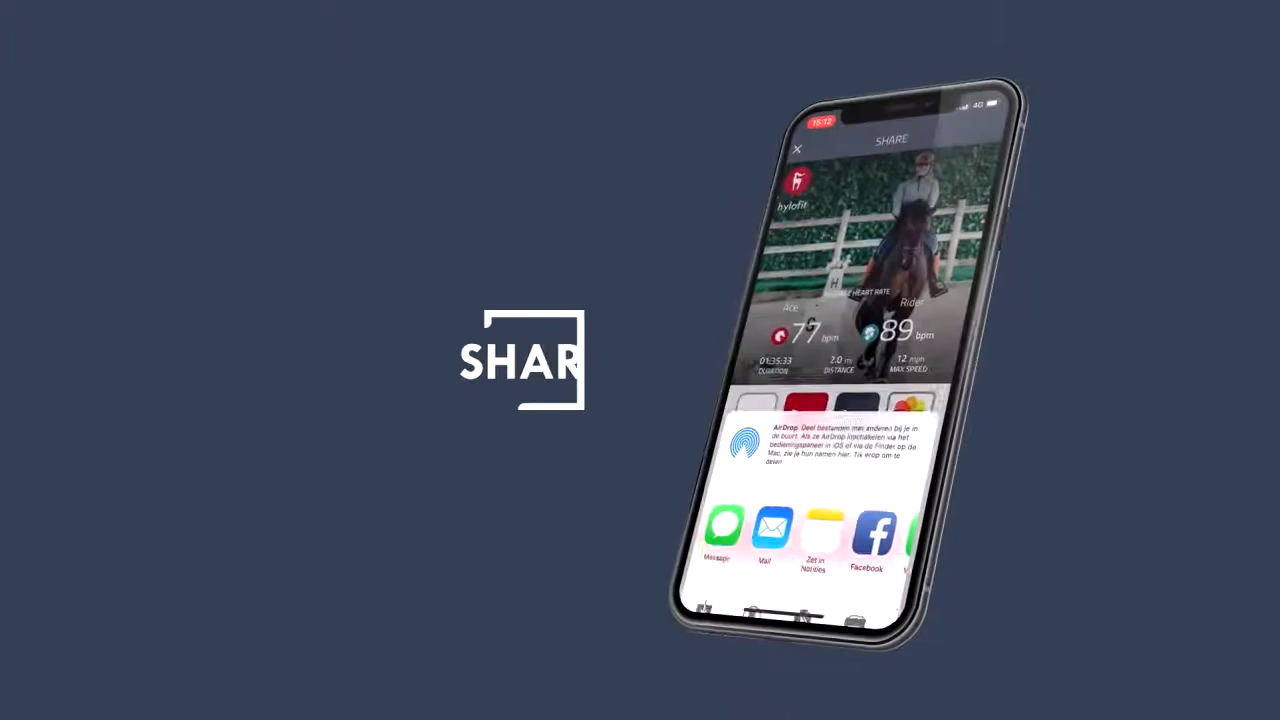 SHAR
15:12
4G
SHARE
hylofit
H
HEART RATE
Ace
Rider
77 bpm
89 bpm
01:35:33
2.0 mi
12 mph
DURATION
DISTANCE
MAX SPEED
AirDrop. Deel bestanden met anderen bij je in
de buurt. Als ze AirDrop inschakelen via het
bedieningspaneel in iOS of via de Finder op de
Mac, zie je hun namen hier. Tik erop om te
delen
Message
Mail
Zet in
Notities
Facebook